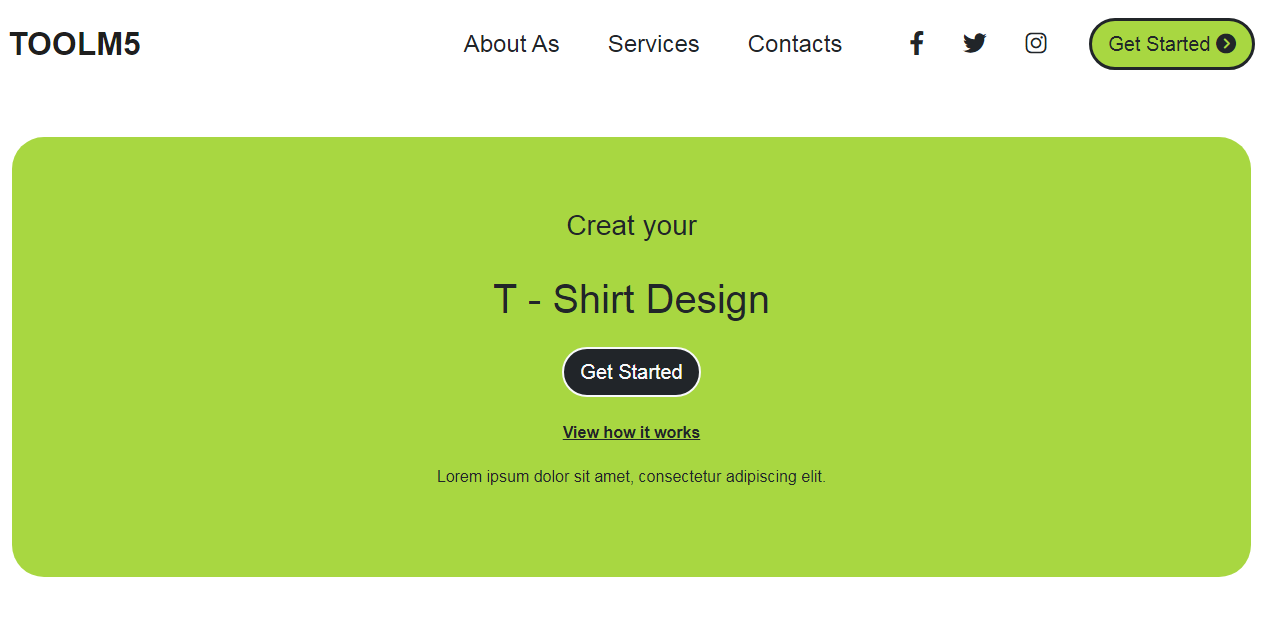 TOOLM5 About As Services Contacts Get Started
Creat your
T - Shirt Design
Get Started
View how it works
Lorem ipsum dolor sit amet, consectetur adipiscing elit.